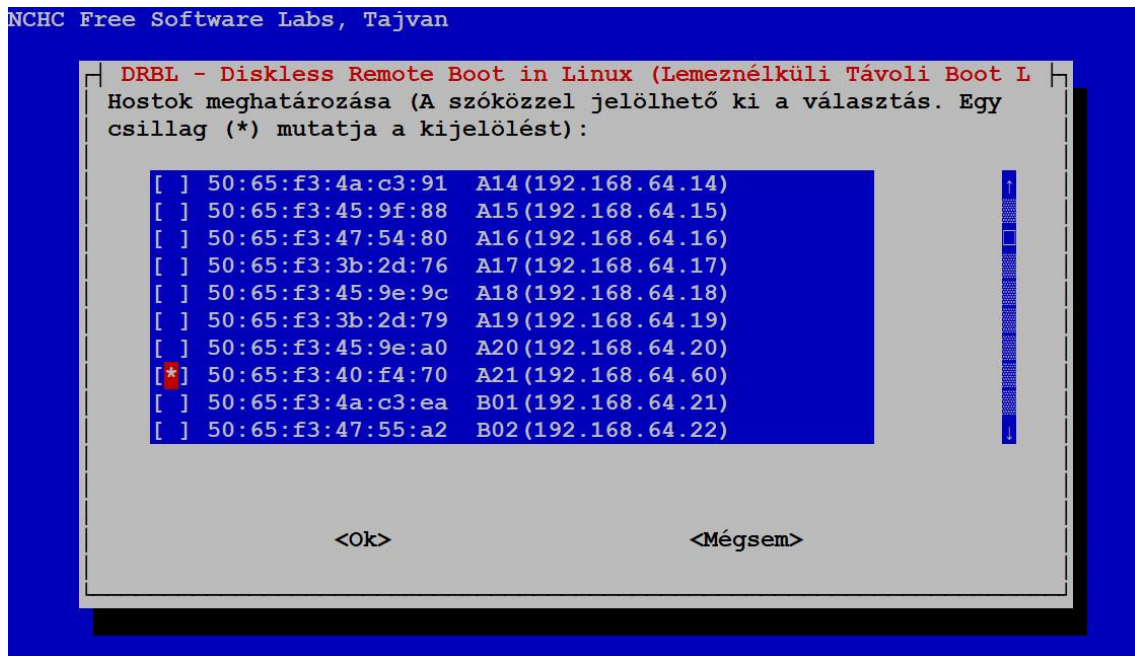 NCHC Free Software Labs, Tajvan
DRBL - Diskless Remote Boot in Linux (Lemeznélküli Távoli Boot L
Hostok meghatározása (A szóközzel jelölhető ki a választás. Egy
csillag (*) mutatja a kijelölést):
[ ] 50:65:f3:4a:c3:91 A14(192.168.64.14)
[ ] 50:65:f3:45:9f:88 A15(192.168.64.15)
[ ] 50:65:f3:47:54:80 A16(192.168.64.16)
[ ] 50:65:f3:3b:2d:76 A17(192.168.64.17)
[ ] 50:65:f3:45:9e:9c A18(192.168.64.18)
[ ] 50:65:f3:3b:2d:79 A19(192.168.64.19)
[ ] 50:65:f3:45:9e:a0 A20(192.168.64.20)
[*] 50:65:f3:40:f4:70 A21(192.168.64.60)
[ ] 50:65:f3:4a:c3:ea B01(192.168.64.21)
[ ] 50:65:f3:47:55:a2 B02(192.168.64.22)
<Ok> <Mégsem>